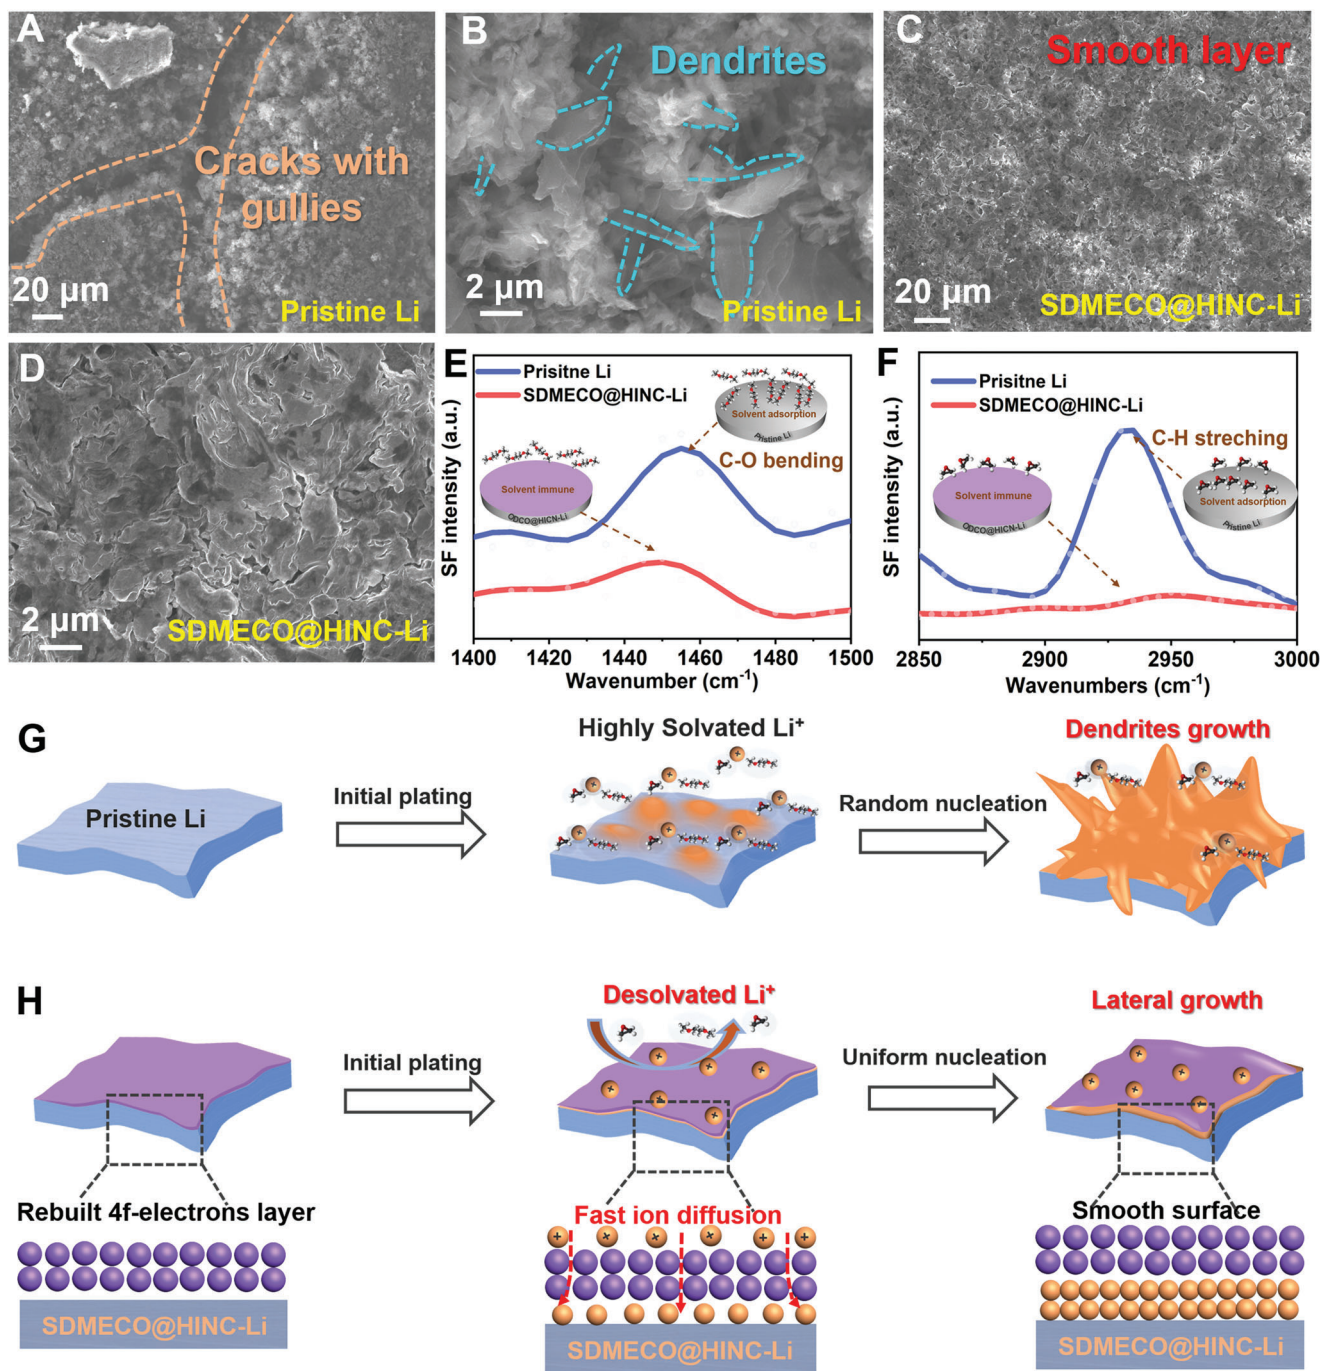 A
Cracks with
gullies
20 µm
Pristine Li
B
Dendrites
2 µm
Pristine Li
C
Smooth layer
20 µm
SDMECO@HINC-Li
D
2 µm
SDMECO@HINC-Li
E
Prisitne Li
SDMECO@HINC-Li
Solvent adsorption
Pristine Li
C-O bending
Solvent immune
ODCO@HICN-Li
SF intensity (a.u.)
1400 1420 1440 1460 1480 1500
Wavenumber (cm⁻¹)
F
Prisitne Li
SDMECO@HINC-Li
C-H streching
Solvent immune
ODCO@HICN-Li
Solvent adsorption
Pristine Li
SF intensity (a.u.)
2850 2900 2950 3000
Wavenumbers (cm⁻¹)
G
Pristine Li
Initial plating
Highly Solvated Li⁺
Random nucleation
Dendrites growth
H
Initial plating
Desolvated Li⁺
Uniform nucleation
Lateral growth
Rebuilt 4f-electrons layer
SDMECO@HINC-Li
Fast ion diffusion
SDMECO@HINC-Li
Smooth surface
SDMECO@HINC-Li